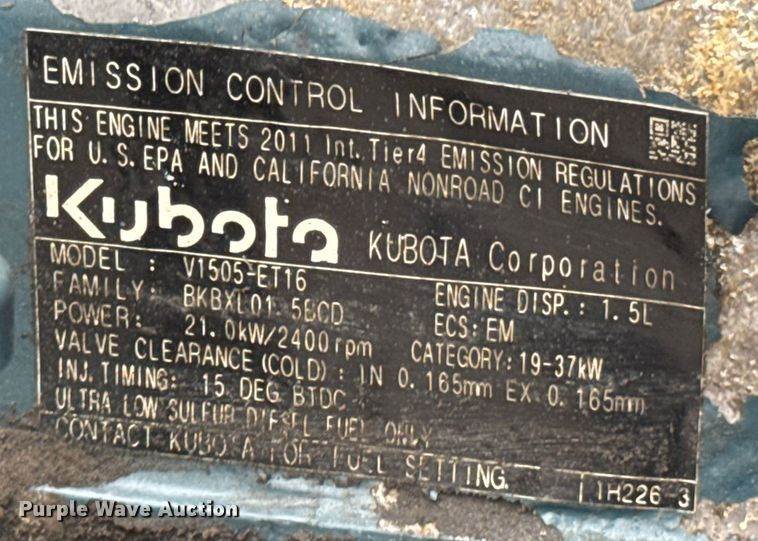 EMISSION CONTROL INFORMATION
THIS ENGINE MEETS 2011 Int. Tier4 EMISSION REGULATIONS
FOR U.S. EPA AND CALIFORNIA NONROAD CI ENGINES.
Kubota KUBOTA Corporation
MODEL : V1505-ET16 ENGINE DISP.: 1.5L
FAMILY: BKBXL01.5BCD ECS: EM
POWER: 21.0kW/2400rpm CATEGORY: 19-37kW
VALVE CLEARANCE (COLD) : IN 0.165mm EX 0.165mm
INJ. TIMING: 15 DEG BTDC
ULTRA LOW SULFUR DIESEL FUEL ONLY
CONTACT KUBOTA FOR FUEL SETTING.
1H226 3
Purple Wave Auction